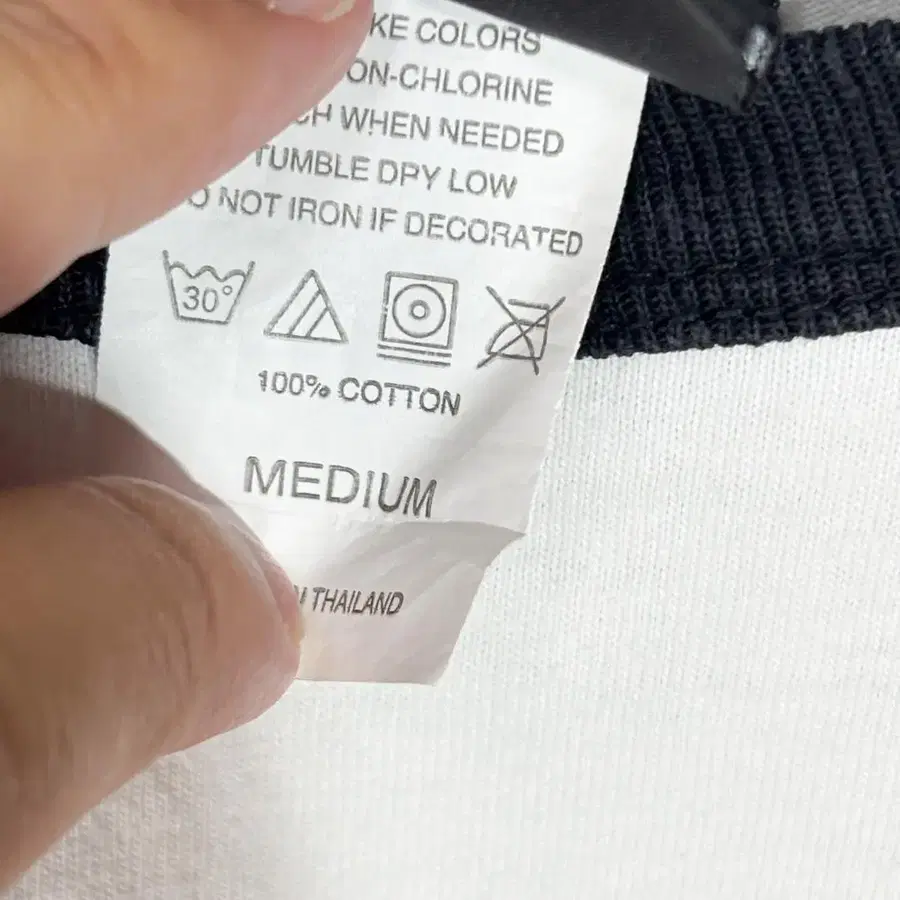 KE COLORS
ON-CHLORINE
CH WHEN NEEDED
TUMBLE DRY LOW
O NOT IRON IF DECORATED
30°
100% COTTON
MEDIUM
N THAILAND